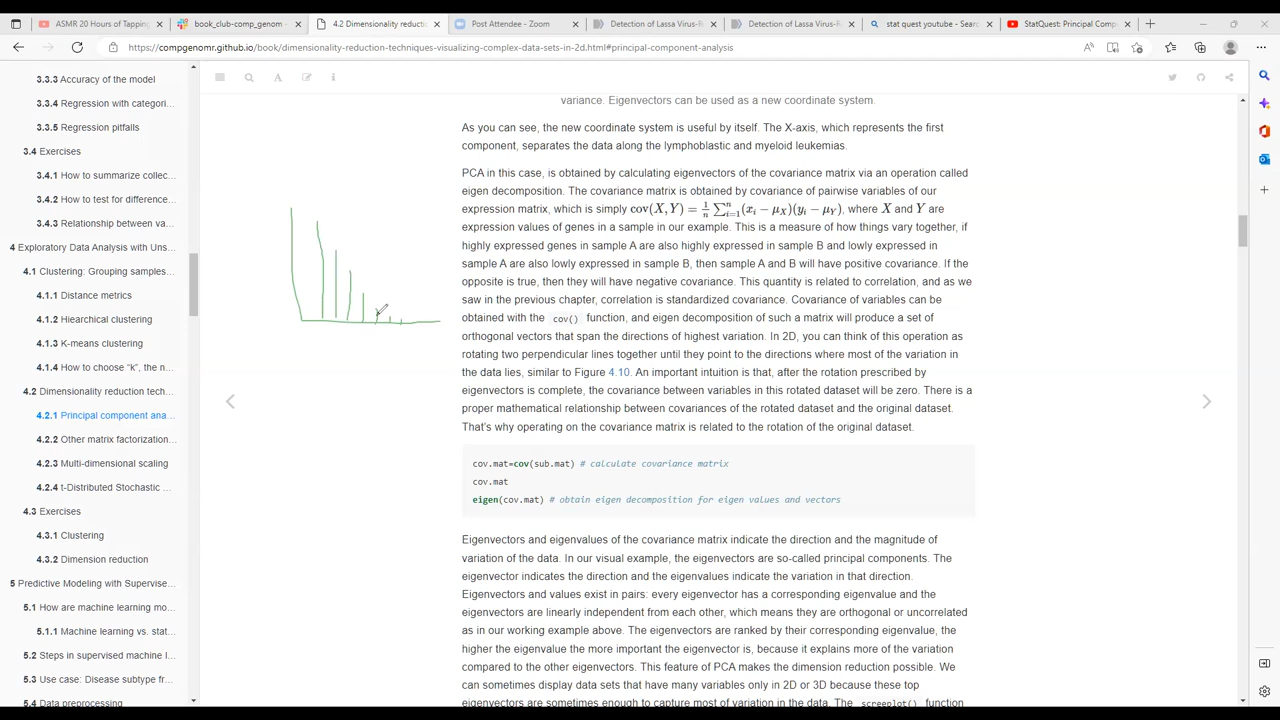 ASMR 20 Hours of Tapping
book_club-comp_genom
4.2 Dimensionality reducti
Post Attendee - Zoom
Detection of Lassa Virus-R
Detection of Lassa Virus-R
stat quest youtube - Sear
StatQuest: Principal Comp
https://compgenomr.github.io/book/dimensionality-reduction-techniques-visualizing-complex-data-sets-in-2d.html#principal-component-analysis
3.3.3 Accuracy of the model
3.3.4 Regression with categori...
3.3.5 Regression pitfalls
3.4 Exercises
3.4.1 How to summarize collec...
3.4.2 How to test for difference...
3.4.3 Relationship between va...
4 Exploratory Data Analysis with Uns...
4.1 Clustering: Grouping samples...
4.1.1 Distance metrics
4.1.2 Hiearchical clustering
4.1.3 K-means clustering
4.1.4 How to choose “k”, the n...
4.2 Dimensionality reduction tech...
4.2.1 Principal component ana...
4.2.2 Other matrix factorization...
4.2.3 Multi-dimensional scaling
4.2.4 t-Distributed Stochastic ...
4.3 Exercises
4.3.1 Clustering
4.3.2 Dimension reduction
5 Predictive Modeling with Supervise...
5.1 How are machine learning mo...
5.1.1 Machine learning vs. stat...
5.2 Steps in supervised machine l...
5.3 Use case: Disease subtype fr...
5.4 Data preprocessing
variance. Eigenvectors can be used as a new coordinate system.
As you can see, the new coordinate system is useful by itself. The X-axis, which represents the first
component, separates the data along the lymphoblastic and myeloid leukemias.
PCA in this case, is obtained by calculating eigenvectors of the covariance matrix via an operation called
eigen decomposition. The covariance matrix is obtained by covariance of pairwise variables of our
expression matrix, which is simply cov(X, Y) = 1/n ∑ⁿᵢ₌₁(xᵢ − μ_X)(yᵢ − μ_Y), where X and Y are
expression values of genes in a sample in our example. This is a measure of how things vary together, if
highly expressed genes in sample A are also highly expressed in sample B and lowly expressed in
sample A are also lowly expressed in sample B, then sample A and B will have positive covariance. If the
opposite is true, then they will have negative covariance. This quantity is related to correlation, and as we
saw in the previous chapter, correlation is standardized covariance. Covariance of variables can be
obtained with the cov() function, and eigen decomposition of such a matrix will produce a set of
orthogonal vectors that span the directions of highest variation. In 2D, you can think of this operation as
rotating two perpendicular lines together until they point to the directions where most of the variation in
the data lies, similar to Figure 4.10. An important intuition is that, after the rotation prescribed by
eigenvectors is complete, the covariance between variables in this rotated dataset will be zero. There is a
proper mathematical relationship between covariances of the rotated dataset and the original dataset.
That's why operating on the covariance matrix is related to the rotation of the original dataset.
cov.mat=cov(sub.mat) # calculate covariance matrix
cov.mat
eigen(cov.mat) # obtain eigen decomposition for eigen values and vectors
Eigenvectors and eigenvalues of the covariance matrix indicate the direction and the magnitude of
variation of the data. In our visual example, the eigenvectors are so-called principal components. The
eigenvector indicates the direction and the eigenvalues indicate the variation in that direction.
Eigenvectors and values exist in pairs: every eigenvector has a corresponding eigenvalue and the
eigenvectors are linearly independent from each other, which means they are orthogonal or uncorrelated
as in our working example above. The eigenvectors are ranked by their corresponding eigenvalue, the
higher the eigenvalue the more important the eigenvector is, because it explains more of the variation
compared to the other eigenvectors. This feature of PCA makes the dimension reduction possible. We
can sometimes display data sets that have many variables only in 2D or 3D because these top
eigenvectors are sometimes enough to capture most of variation in the data. The screeplot() function